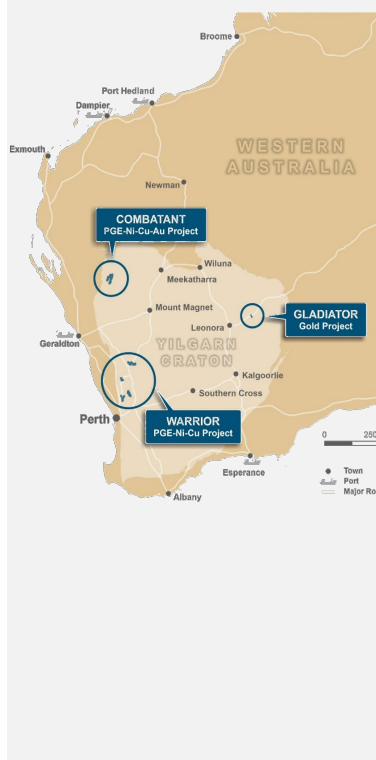 Broome
Port Hedland
Dampier
Exmouth
WESTERN
AUSTRALIA
Newman
COMBATANT
PGE-Ni-Cu-Au Project
Wiluna
Meekatharra
Mount Magnet
GLADIATOR
Gold Project
Leonora
Geraldton
YILGARN
CRATON
Kalgoorlie
Southern Cross
Perth
WARRIOR
PGE-Ni-Cu Project
0 250
Esperance
Town
Port
Major Ro
Albany